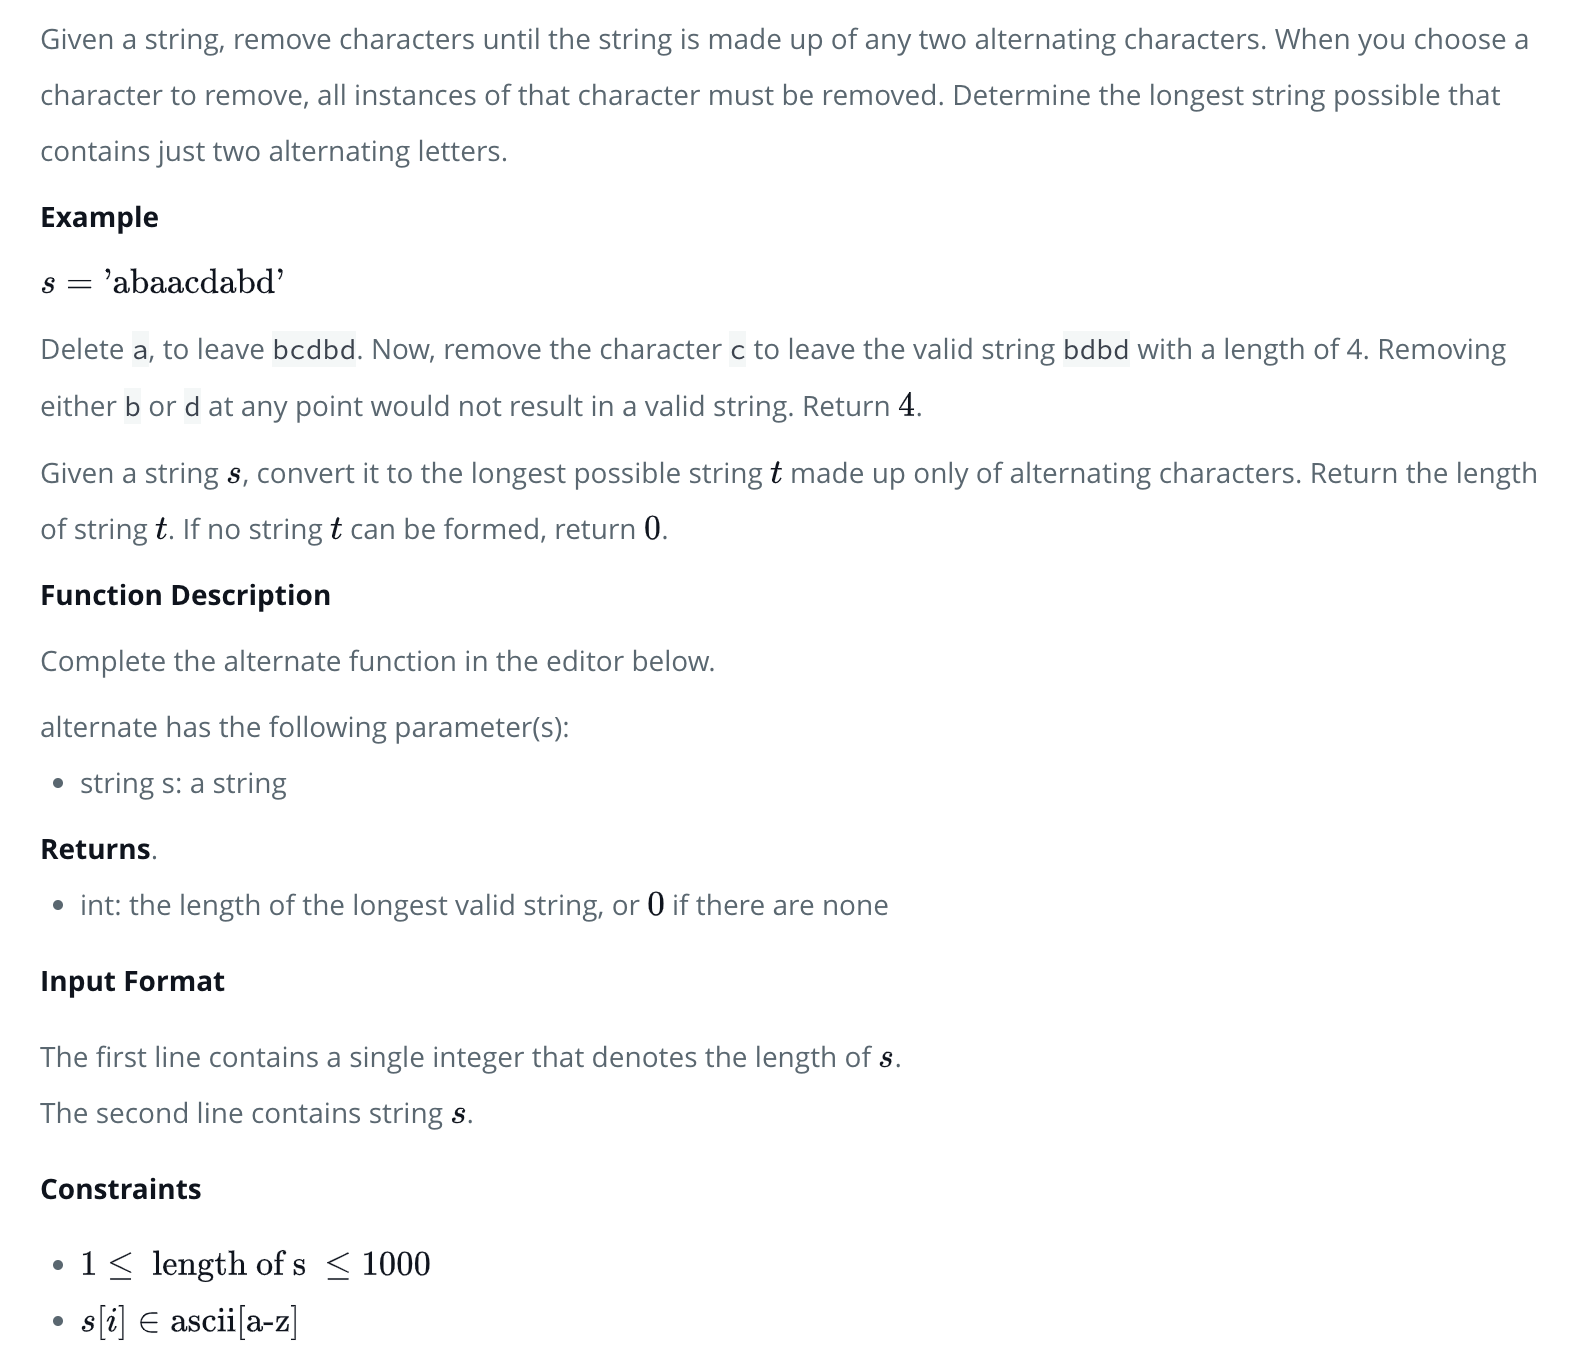 Given a string, remove characters until the string is made up of any two alternating characters. When you choose a
character to remove, all instances of that character must be removed. Determine the longest string possible that
contains just two alternating letters.
Example
s = ’abaacdabd’
Delete a, to leave bcdbd. Now, remove the character c to leave the valid string bdbd with a length of 4. Removing
either b or d at any point would not result in a valid string. Return 4.
Given a string s, convert it to the longest possible string t made up only of alternating characters. Return the length
of string t. If no string t can be formed, return 0.
Function Description
Complete the alternate function in the editor below.
alternate has the following parameter(s):
• string s: a string
Returns.
• int: the length of the longest valid string, or 0 if there are none
Input Format
The first line contains a single integer that denotes the length of s.
The second line contains string s.
Constraints
• 1 ≤ length of s ≤ 1000
• s[i] ∈ ascii[a-z]